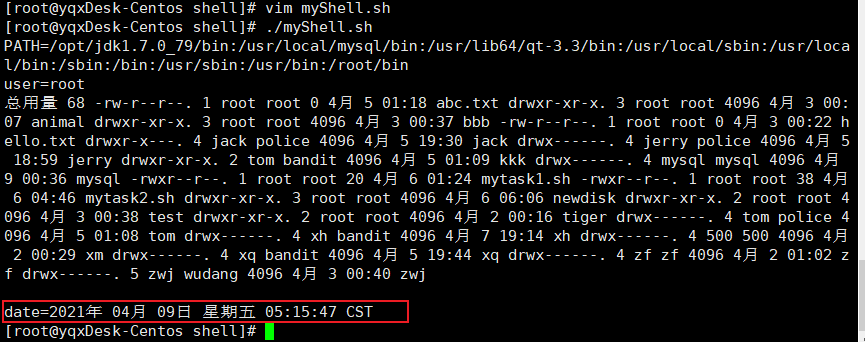 [root@yqxDesk-Centos shell]# vim myShell.sh
[root@yqxDesk-Centos shell]# ./myShell.sh
PATH=/opt/jdk1.7.0_79/bin:/usr/local/mysql/bin:/usr/lib64/qt-3.3/bin:/usr/local/sbin:/usr/loca
l/bin:/sbin:/bin:/usr/sbin:/usr/bin:/root/bin
user=root
总用量 68 -rw-r--r--. 1 root root 0 4月 5 01:18 abc.txt drwxr-xr-x. 3 root root 4096 4月 3 00:
07 animal drwxr-xr-x. 3 root root 4096 4月 3 00:37 bbb -rw-r--r--. 1 root root 0 4月 3 00:22 h
ello.txt drwxr-x---. 4 jack police 4096 4月 5 19:30 jack drwx------. 4 jerry police 4096 4月 5
18:59 jerry drwxr-xr-x. 2 tom bandit 4096 4月 5 01:09 kkk drwx------. 4 mysql mysql 4096 4月
9 00:36 mysql -rwxr--r--. 1 root root 20 4月 6 01:24 mytask1.sh -rwxr--r--. 1 root root 38 4月
6 04:46 mytask2.sh drwxr-xr-x. 3 root root 4096 4月 6 06:06 newdisk drwxr-xr-x. 2 root root 4
096 4月 3 00:38 test drwxr-xr-x. 2 root root 4096 4月 2 00:16 tiger drwx------. 4 tom police 4
096 4月 5 01:08 tom drwx------. 4 xh bandit 4096 4月 7 19:14 xh drwx------. 4 500 500 4096 4月
2 00:29 xm drwx------. 4 xq bandit 4096 4月 5 19:44 xq drwx------. 4 zf zf 4096 4月 2 01:02 z
f drwx------. 5 zwj wudang 4096 4月 3 00:40 zwj
date=2021年 04月 09日 星期五 05:15:47 CST
[root@yqxDesk-Centos shell]#